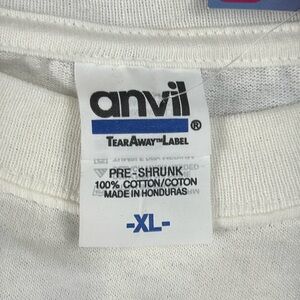 anvil®
TEARAWAY™LABEL
PRE-SHRUNK
100% COTTON/COTON
MADE IN HONDURAS
-XL-